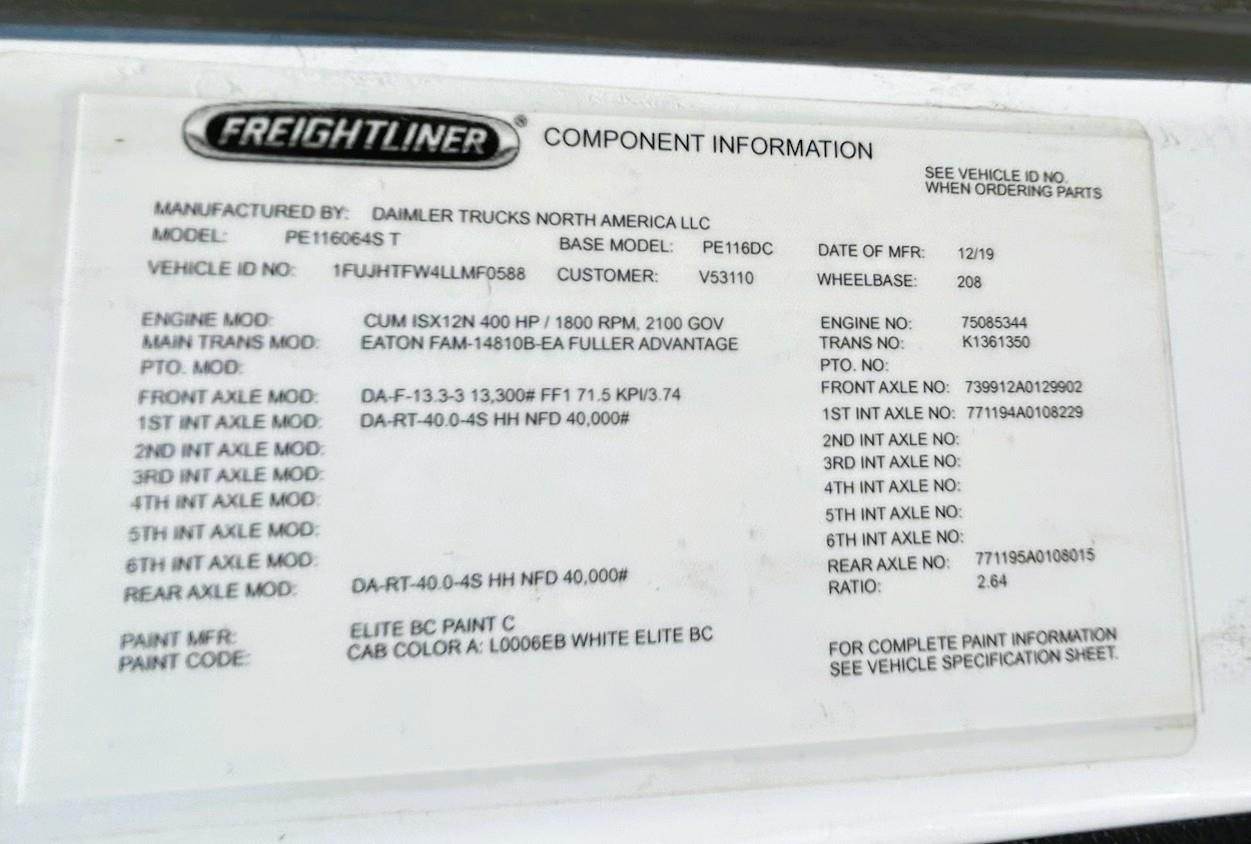 FREIGHTLINER® COMPONENT INFORMATION
SEE VEHICLE ID NO.
WHEN ORDERING PARTS
MANUFACTURED BY: DAIMLER TRUCKS NORTH AMERICA LLC
MODEL: PE116064S T BASE MODEL: PE116DC DATE OF MFR: 12/19
VEHICLE ID NO: 1FUJHTFW4LLMF0588 CUSTOMER: V53110 WHEELBASE: 208
ENGINE MOD: CUM ISX12N 400 HP / 1800 RPM, 2100 GOV ENGINE NO: 75085344
MAIN TRANS MOD: EATON FAM-14810B-EA FULLER ADVANTAGE TRANS NO: K1361350
PTO. MOD: PTO. NO:
FRONT AXLE MOD: DA-F-13.3-3 13,300# FF1 71.5 KPI/3.74 FRONT AXLE NO: 739912A0129902
1ST INT AXLE MOD: DA-RT-40.0-4S HH NFD 40,000# 1ST INT AXLE NO: 771194A0108229
2ND INT AXLE MOD: 2ND INT AXLE NO:
3RD INT AXLE MOD: 3RD INT AXLE NO:
4TH INT AXLE MOD: 4TH INT AXLE NO:
5TH INT AXLE MOD: 5TH INT AXLE NO:
6TH INT AXLE MOD: 6TH INT AXLE NO:
REAR AXLE MOD: DA-RT-40.0-4S HH NFD 40,000# REAR AXLE NO: 771195A0108015
RATIO: 2.64
PAINT MFR: ELITE BC PAINT C
PAINT CODE: CAB COLOR A: L0006EB WHITE ELITE BC
FOR COMPLETE PAINT INFORMATION
SEE VEHICLE SPECIFICATION SHEET.